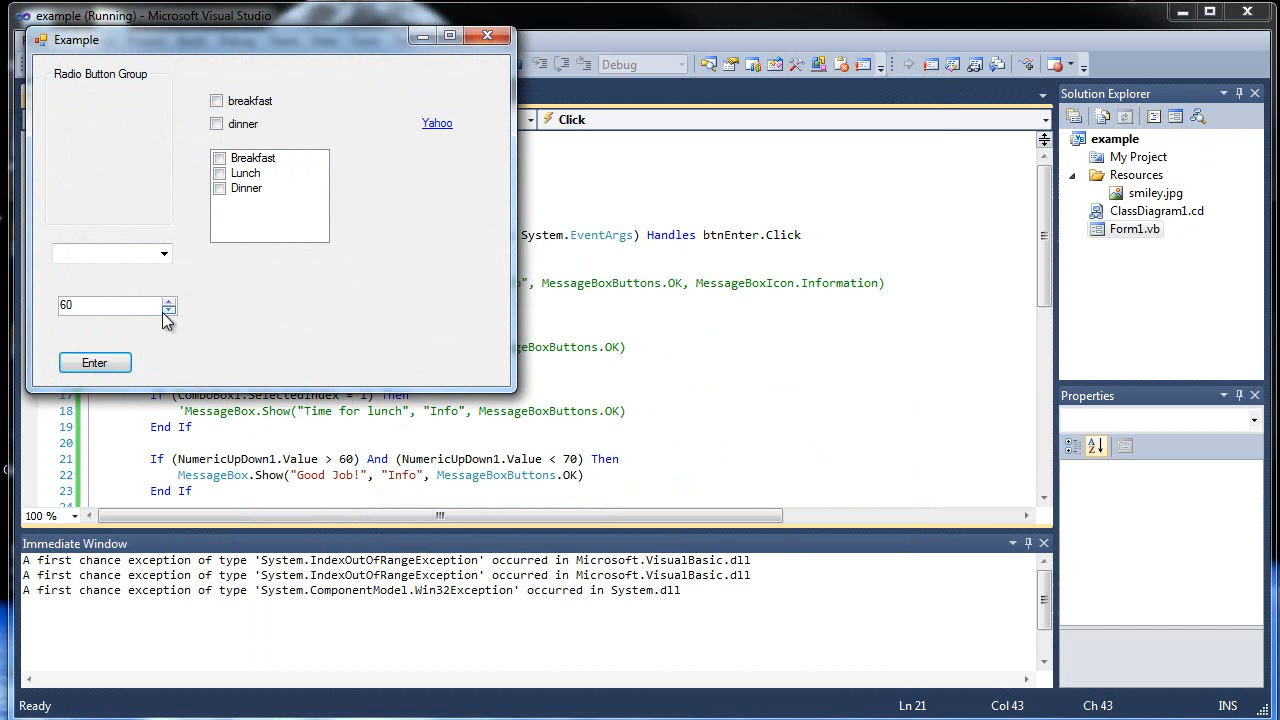 example (Running) - Microsoft Visual Studio
Example
Radio Button Group
breakfast
dinner
Yahoo
Breakfast
Lunch
Dinner
60
Enter
Debug
Click
System.EventArgs) Handles btnEnter.Click
", MessageBoxButtons.OK, MessageBoxIcon.Information)
geBoxButtons.OK)
17 If (ComboBox1.SelectedIndex = 1) Then
18 'MessageBox.Show("Time for lunch", "Info", MessageBoxButtons.OK)
19 End If
20
21 If (NumericUpDown1.Value > 60) And (NumericUpDown1.Value < 70) Then
22 MessageBox.Show("Good Job!", "Info", MessageBoxButtons.OK)
23 End If
100 %
Immediate Window
A first chance exception of type 'System.IndexOutOfRangeException' occurred in Microsoft.VisualBasic.dll
A first chance exception of type 'System.IndexOutOfRangeException' occurred in Microsoft.VisualBasic.dll
A first chance exception of type 'System.ComponentModel.Win32Exception' occurred in System.dll
Solution Explorer
example
My Project
Resources
smiley.jpg
ClassDiagram1.cd
Form1.vb
Properties
Ready
Ln 21
Col 43
Ch 43
INS